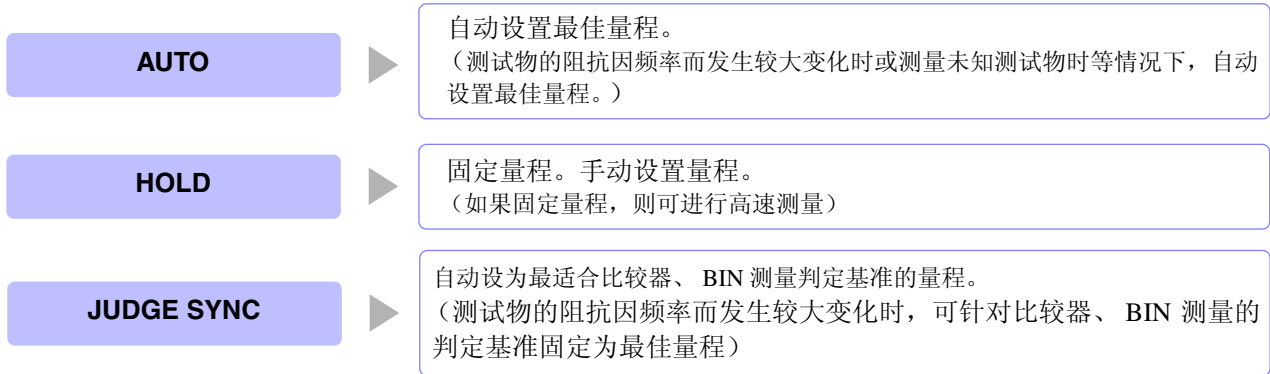 AUTO
自动设置最佳量程。
（测试物的阻抗因频率而发生较大变化时或测量未知测试物时等情况下，自动
设置最佳量程。）
HOLD
固定量程。手动设置量程。
（如果固定量程，则可进行高速测量）
JUDGE SYNC
自动设为最适合比较器、 BIN 测量判定基准的量程。
（测试物的阻抗因频率而发生较大变化时，可针对比较器、 BIN 测量的
判定基准固定为最佳量程）